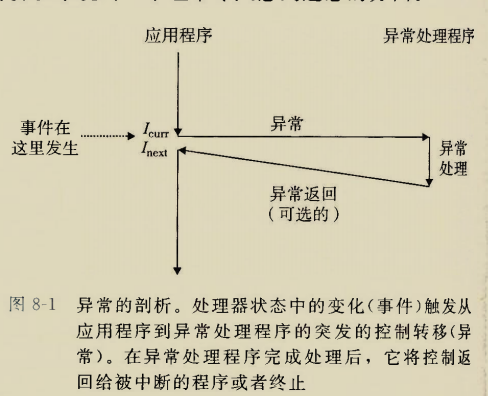 应用程序
异常处理程序
事件在
这里发生
Icurr
Inext
异常
异常
处理
异常返回
（可选的）
图 8-1 异常的剖析。处理器状态中的变化（事件）触发从
应用程序到异常处理程序的突发的控制转移（异
常）。在异常处理程序完成处理后，它将控制返
回给被中断的程序或者终止